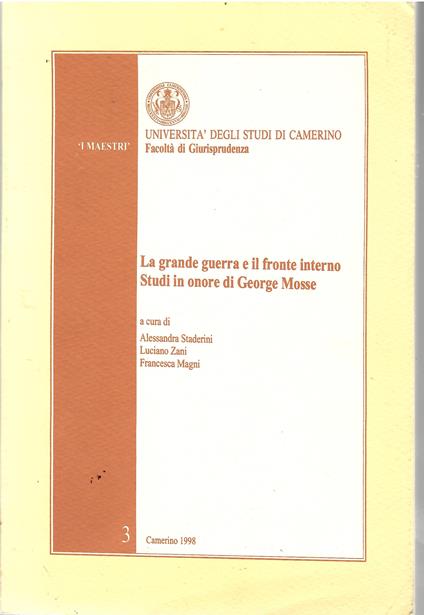 'I MAESTRI'
UNIVERSITA' DEGLI STUDI DI CAMERINO
Facoltà di Giurisprudenza
La grande guerra e il fronte interno
Studi in onore di George Mosse
a cura di
Alessandra Staderini
Luciano Zani
Francesca Magni
3
Camerino 1998